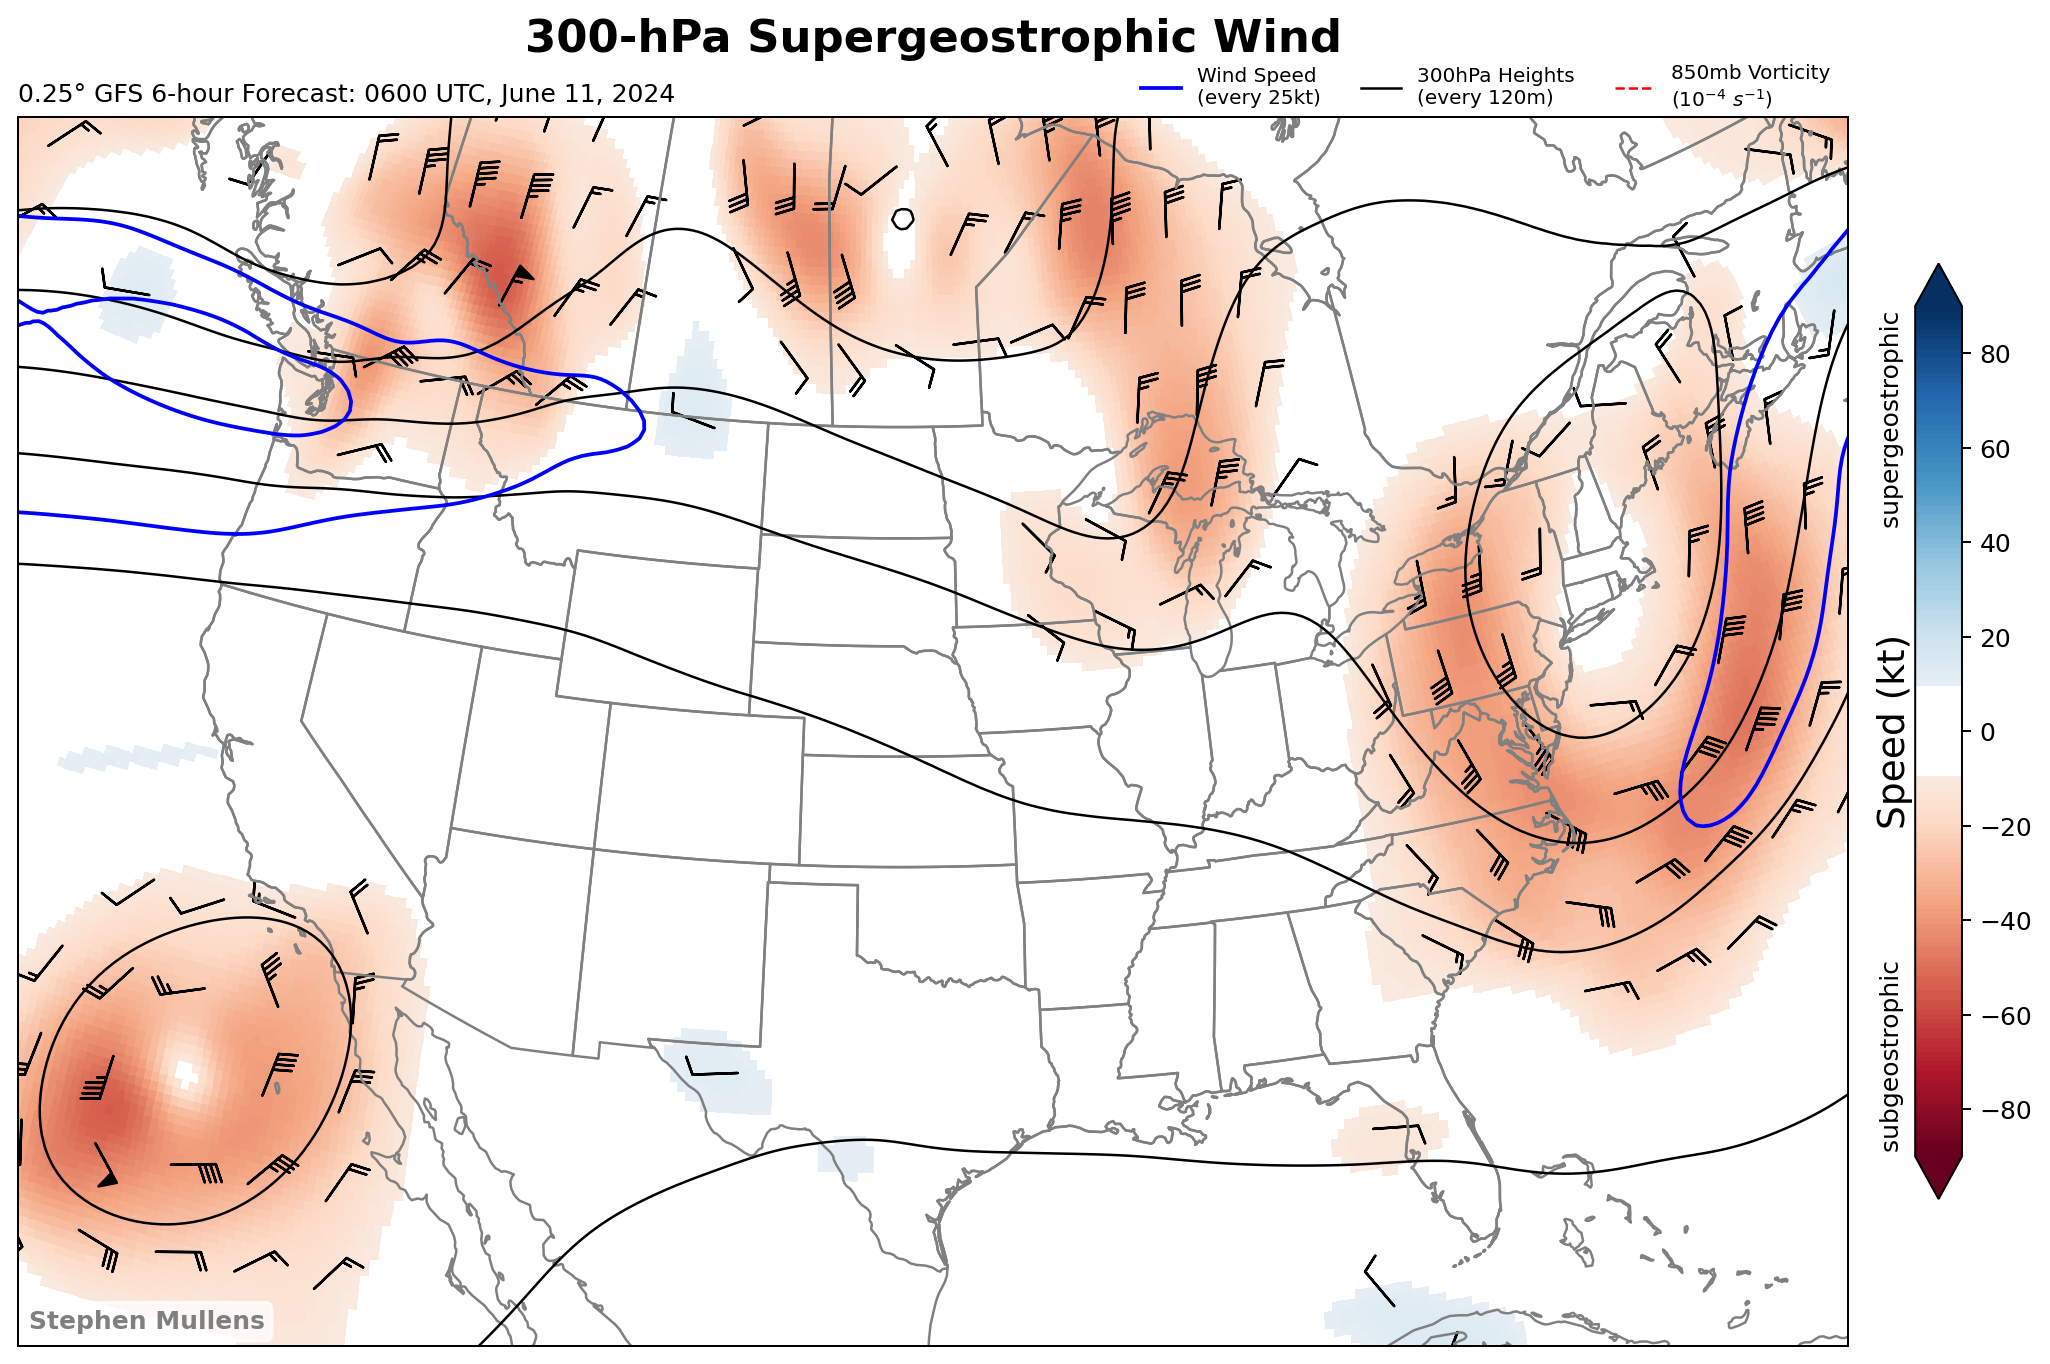 300-hPa Supergeostrophic Wind
0.25° GFS 6-hour Forecast: 0600 UTC, June 11, 2024
Wind Speed
(every 25kt)
300hPa Heights
(every 120m)
850mb Vorticity
(10⁻⁴ s⁻¹)
supergeostrophic
Speed (kt)
subgeostrophic
80
60
40
20
0
−20
−40
−60
−80
Stephen Mullens